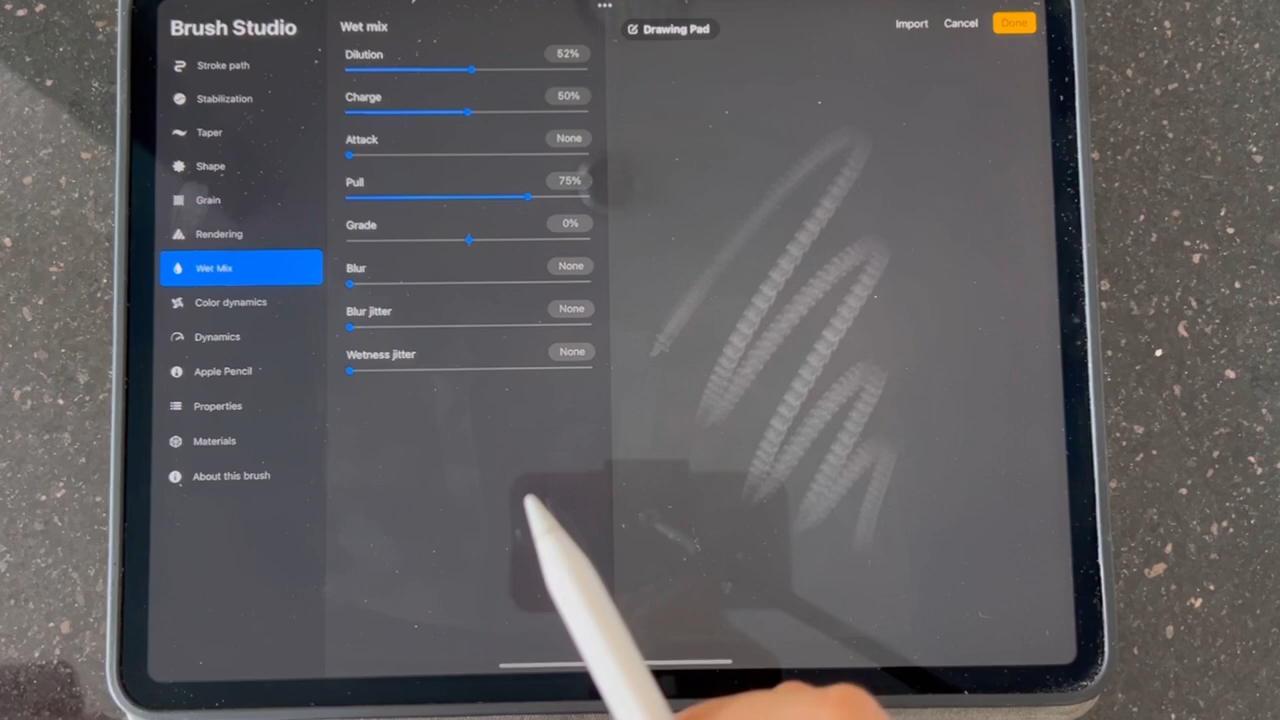 Brush Studio
Stroke path
Stabilization
Taper
Shape
Grain
Rendering
Wet Mix
Color dynamics
Dynamics
Apple Pencil
Properties
Materials
About this brush
Wet mix
Dilution 52%
Charge 50%
Attack None
Pull 75%
Grade 0%
Blur None
Blur jitter None
Wetness jitter None
Drawing Pad
Import Cancel Done